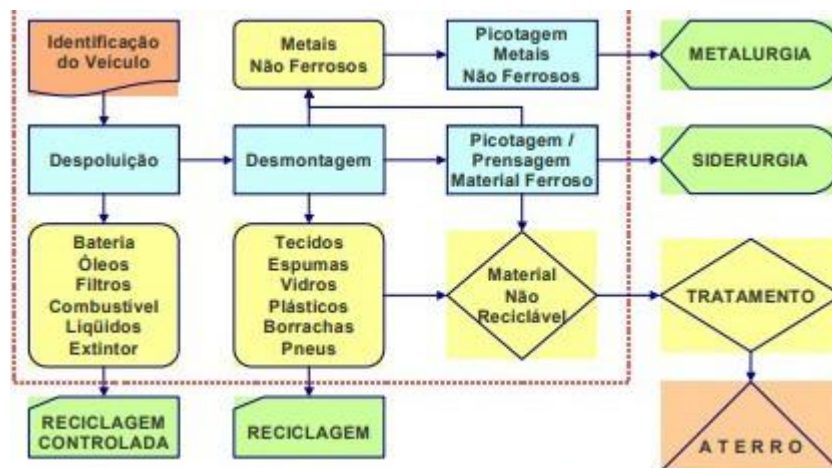 Identificação
do Veículo
Metais
Não Ferrosos
Picotagem
Metais
Não Ferrosos
METALURGIA
Despoluição
Desmontagem
Picotagem /
Prensagem
Material Ferroso
SIDERURGIA
Bateria
Óleos
Filtros
Combustível
Liqüidos
Extintor
Tecidos
Espumas
Vidros
Plásticos
Borrachas
Pneus
Material
Não
Reciclável
TRATAMENTO
RECICLAGEM
CONTROLADA
RECICLAGEM
ATERRO